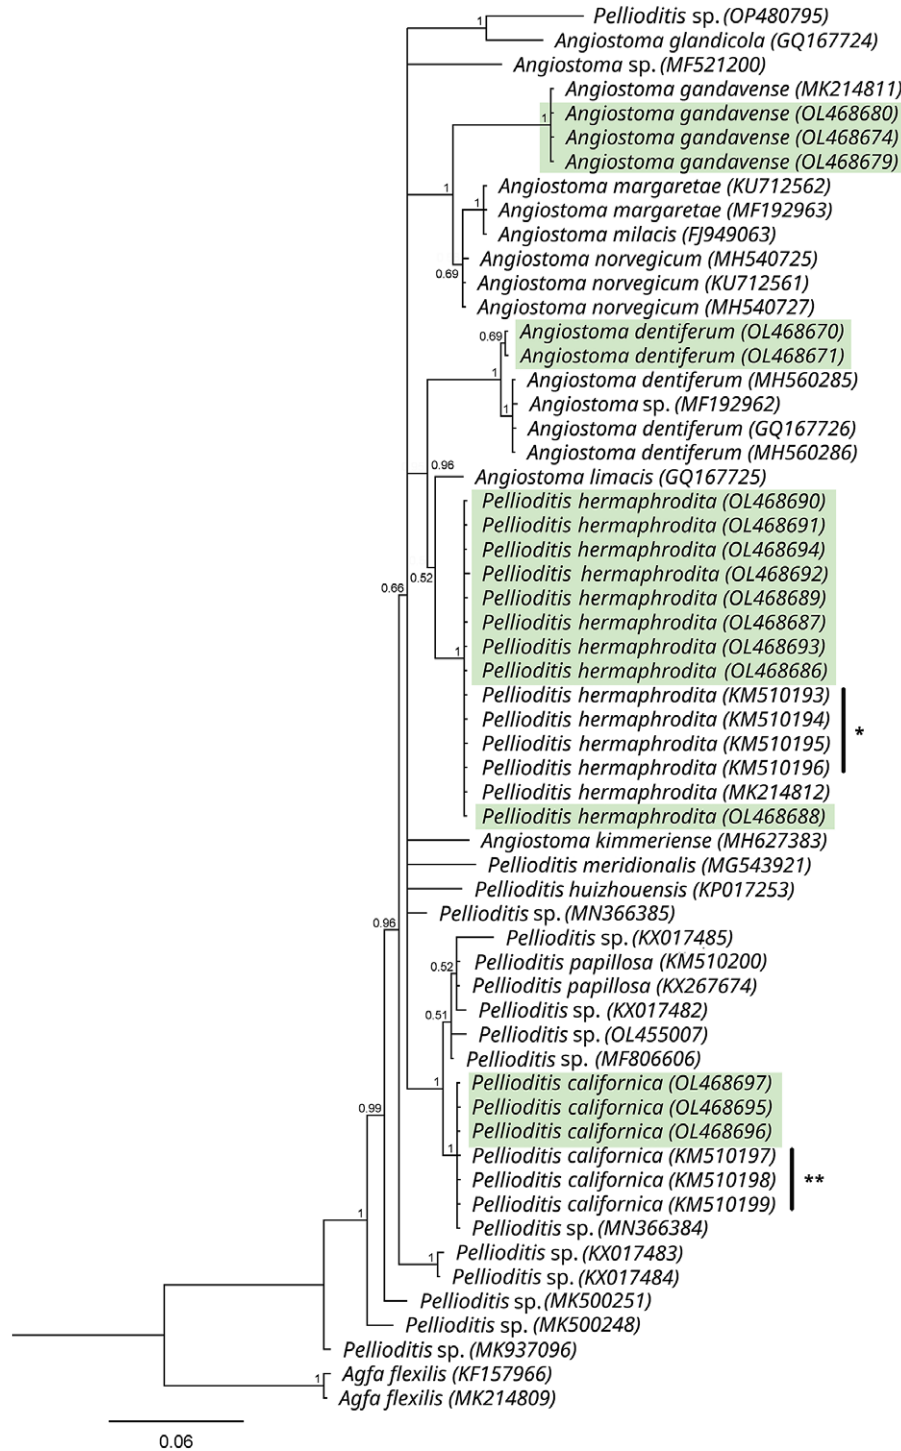 Pellioditis sp. (OP480795)
1
Angiostoma glandicola (GQ167724)
Angiostoma sp. (MF521200)
Angiostoma gandavense (MK214811)
Angiostoma gandavense (OL468680)
1
Angiostoma gandavense (OL468674)
Angiostoma gandavense (OL468679)
Angiostoma margaretae (KU712562)
1
1
Angiostoma margaretae (MF192963)
Angiostoma milacis (FJ949063)
Angiostoma norvegicum (MH540725)
0.69
Angiostoma norvegicum (KU712561)
Angiostoma norvegicum (MH540727)
Angiostoma dentiferum (OL468670)
0.69
Angiostoma dentiferum (OL468671)
1
Angiostoma dentiferum (MH560285)
Angiostoma sp. (MF192962)
1
Angiostoma dentiferum (GQ167726)
Angiostoma dentiferum (MH560286)
0.96
Angiostoma limacis (GQ167725)
Pellioditis hermaphrodita (OL468690)
Pellioditis hermaphrodita (OL468691)
Pellioditis hermaphrodita (OL468694)
Pellioditis hermaphrodita (OL468692)
0.52
0.66
Pellioditis hermaphrodita (OL468689)
Pellioditis hermaphrodita (OL468687)
Pellioditis hermaphrodita (OL468693)
1
Pellioditis hermaphrodita (OL468686)
Pellioditis hermaphrodita (KM510193)
Pellioditis hermaphrodita (KM510194)
*
Pellioditis hermaphrodita (KM510195)
Pellioditis hermaphrodita (KM510196)
Pellioditis hermaphrodita (MK214812)
Pellioditis hermaphrodita (OL468688)
Angiostoma kimmeriense (MH627383)
Pellioditis meridionalis (MG543921)
Pellioditis huizhouensis (KP017253)
Pellioditis sp. (MN366385)
0.96
Pellioditis sp. (KX017485)
0.52
Pellioditis papillosa (KM510200)
Pellioditis papillosa (KX267674)
Pellioditis sp. (KX017482)
0.51
Pellioditis sp. (OL455007)
Pellioditis sp. (MF806606)
1
Pellioditis californica (OL468697)
0.99
Pellioditis californica (OL468695)
Pellioditis californica (OL468696)
1
Pellioditis californica (KM510197)
Pellioditis californica (KM510198)
**
Pellioditis californica (KM510199)
1
Pellioditis sp. (MN366384)
1
Pellioditis sp. (KX017483)
Pellioditis sp. (KX017484)
Pellioditis sp. (MK500251)
Pellioditis sp. (MK500248)
Pellioditis sp. (MK937096)
1
Agfa flexilis (KF157966)
Agfa flexilis (MK214809)
0.06